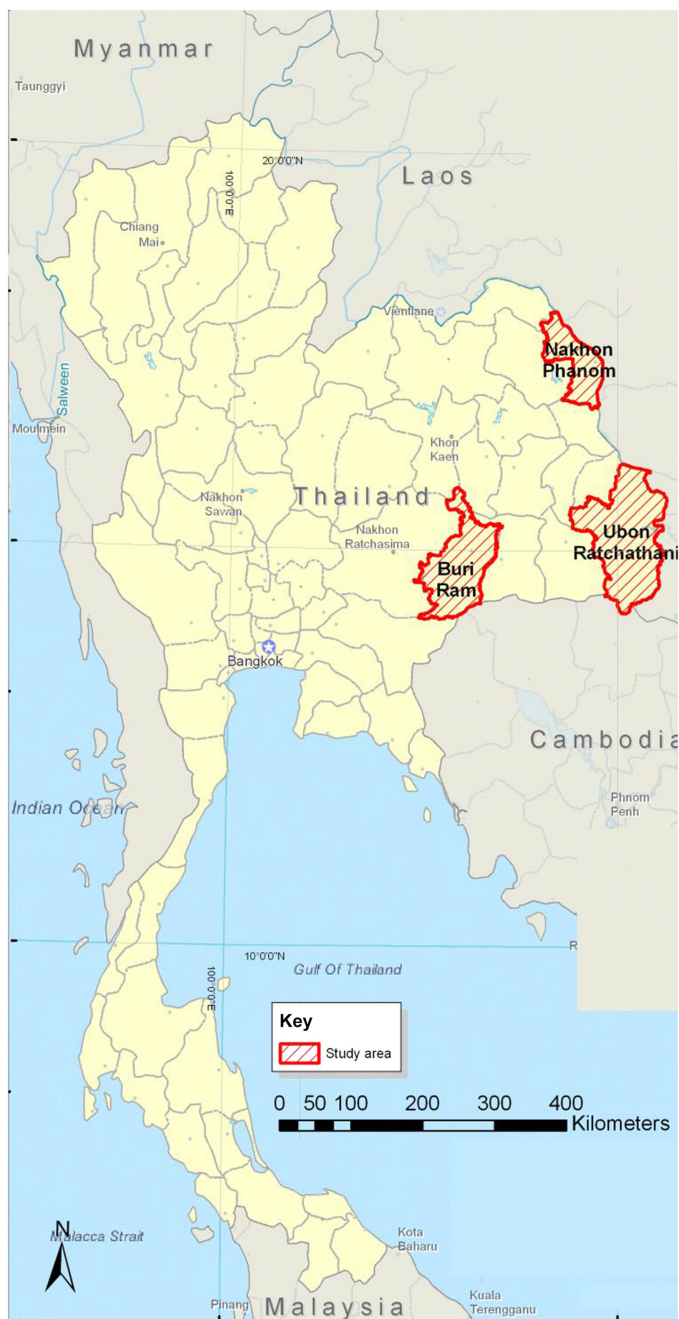 Myanmar
Taunggyi
20°0'0"N
100°0'0"E
Laos
Chiang
Mai
Vientiane
Nakhon
Phanom
Salween
Moulmein
Khon
Kaen
Nakhon
Sawan
Thailand
Nakhon
Ratchasima
Ubon
Ratchathani
Buri
Ram
Bangkok
Cambodia
Phnom
Penh
Indian Ocean
10°0'0"N
R
Gulf Of Thailand
100°0'0"E
Key
Study area
0 50 100 200 300 400
Kilometers
N
Malacca Strait
Kota
Baharu
Pinang
Malaysia
Kuala
Terengganu